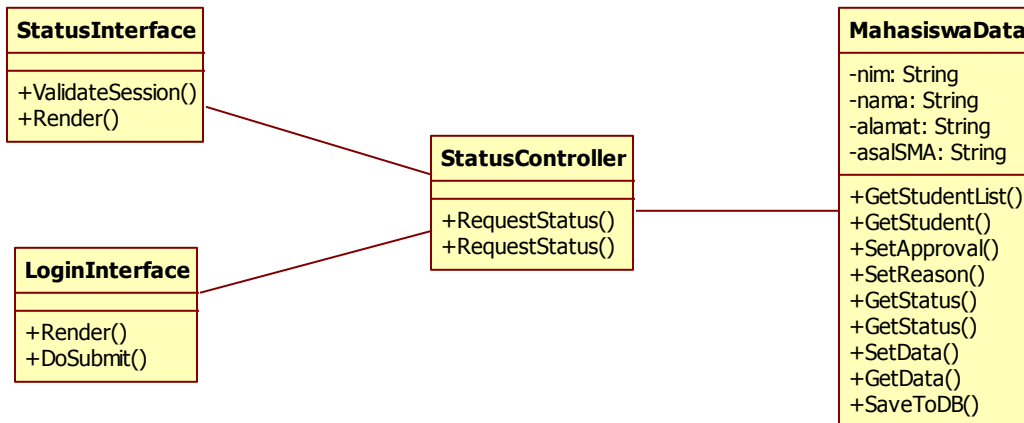 StatusInterface
+ValidateSession()
+Render()
LoginInterface
+Render()
+DoSubmit()
StatusController
+RequestStatus()
+RequestStatus()
MahasiswaData
-nim: String
-nama: String
-alamat: String
-asalSMA: String
+GetStudentList()
+GetStudent()
+SetApproval()
+SetReason()
+GetStatus()
+GetStatus()
+SetData()
+GetData()
+SaveToDB()